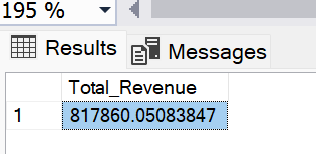 195 %
Results Messages
Total_Revenue
1 817860.05083847